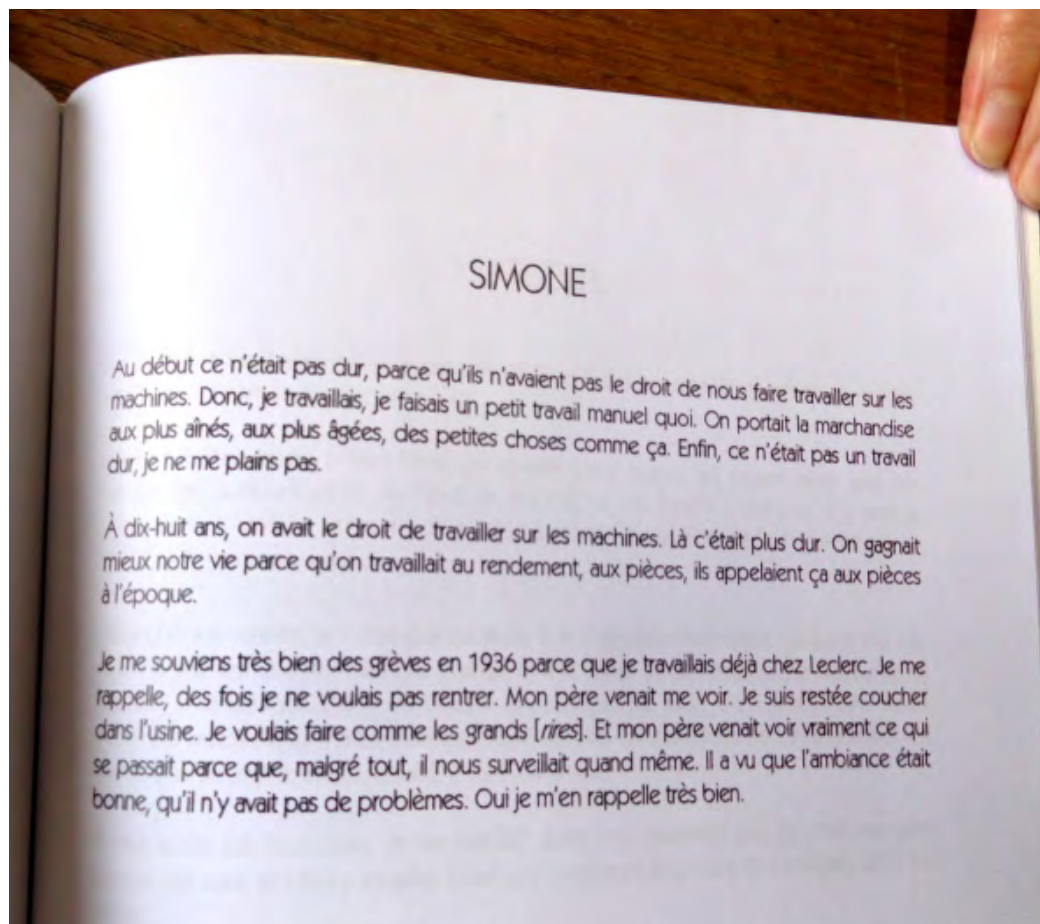 SIMONE
Au début ce n'était pas dur, parce qu'ils n'avaient pas le droit de nous faire travailler sur les
machines. Donc, je travaillais, je faisais un petit travail manuel quoi. On portait la marchandise
aux plus aînés, aux plus âgées, des petites choses comme ça. Enfin, ce n'était pas un travail
dur, je ne me plains pas.
À dix-huit ans, on avait le droit de travailler sur les machines. Là c'était plus dur. On gagnait
mieux notre vie parce qu'on travaillait au rendement, aux pièces, ils appelaient ça aux pièces
à l'époque.
Je me souviens très bien des grèves en 1936 parce que je travaillais déjà chez Leclerc. Je me
rappelle, des fois je ne voulais pas rentrer. Mon père venait me voir. Je suis restée coucher
dans l'usine. Je voulais faire comme les grands [rires]. Et mon père venait voir vraiment ce qui
se passait parce que, malgré tout, il nous surveillait quand même. Il a vu que l'ambiance était
bonne, qu'il n'y avait pas de problèmes. Oui je m'en rappelle très bien.